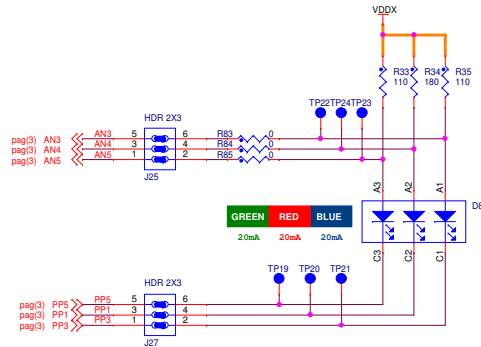 VDDX
R33 R34 R35
110 180 110
TP22 TP24 TP23
HDR 2X3
pag(3) AN3 AN3 5 6 R83 0
pag(3) AN4 AN4 3 4 R84 0
pag(3) AN5 AN5 1 2 R85 0
J25
A3 A2 A1
GREEN RED BLUE
20mA 20mA 20mA
D8
C3 C2 C1
TP19 TP20 TP21
HDR 2X3
pag(3) PP5 PP5 5 6
pag(3) PP1 PP1 3 4
pag(3) PP3 PP3 1 2
J27